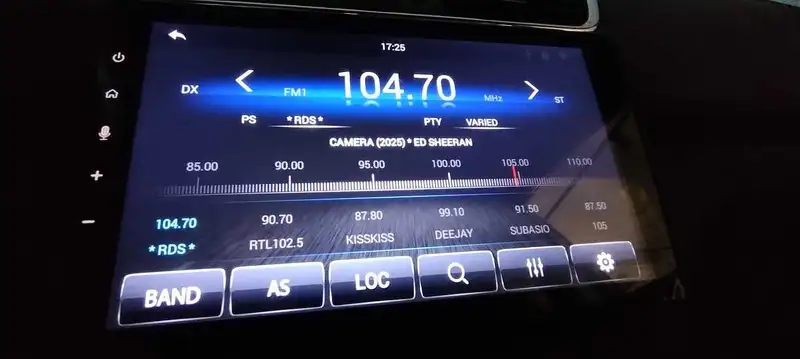 17:25
DX FM1 104.70 MHz ST
PS *RDS* PTY VARIED
CAMERA (2025) * ED SHEERAN
85.00 90.00 95.00 100.00 105.00 110.00
104.70 90.70 87.80 99.10 91.50 87.50
*RDS* RTL102.5 KISSKISS DEEJAY SUBASIO 105
BAND AS LOC